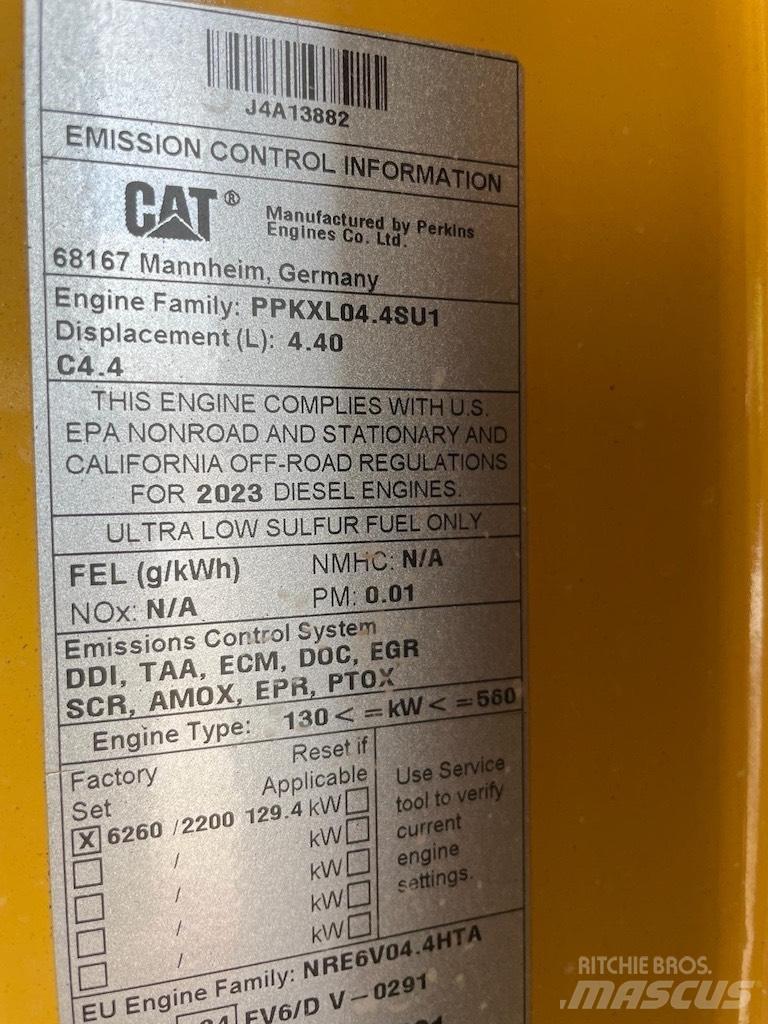 J4A13882
EMISSION CONTROL INFORMATION
CAT®
Manufactured by Perkins
Engines Co. Ltd.
68167 Mannheim, Germany
Engine Family: PPKXL04.4SU1
Displacement (L): 4.40
C4.4
THIS ENGINE COMPLIES WITH U.S.
EPA NONROAD AND STATIONARY AND
CALIFORNIA OFF-ROAD REGULATIONS
FOR 2023 DIESEL ENGINES.
ULTRA LOW SULFUR FUEL ONLY
FEL (g/kWh)
NMHC: N/A
NOx: N/A
PM: 0.01
Emissions Control System
DDI, TAA, ECM, DOC, EGR
SCR, AMOX, EPR, PTOX
Engine Type: 130 < =kW < =560
Factory
Set
Reset if
Applicable
X 6260 /2200 129.4 kW
/ kW
/ kW
/ kW
/ kW
Use Service
tool to verify
current
engine
settings.
EU Engine Family: NRE6V04.4HTA
EV6/D V-0291
RITCHIE BROS.
MASCUS